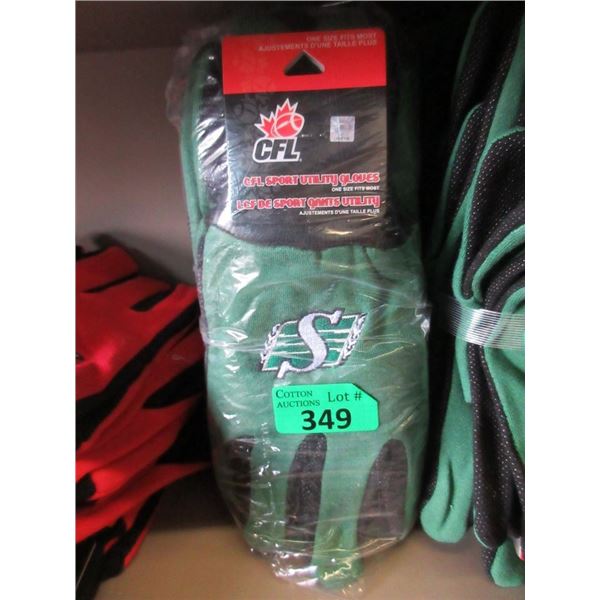 ONE SIZE FITS MOST
AJUSTEMENTS D'UNE TAILLE PLUS
CFL
CFL SPORT UTILITY GLOVES
ONE SIZE FITS MOST
LCF DE SPORT GANTS UTILITY
AJUSTEMENTS D'UNE TAILLE PLUS
S
COTTON AUCTIONS Lot #
349